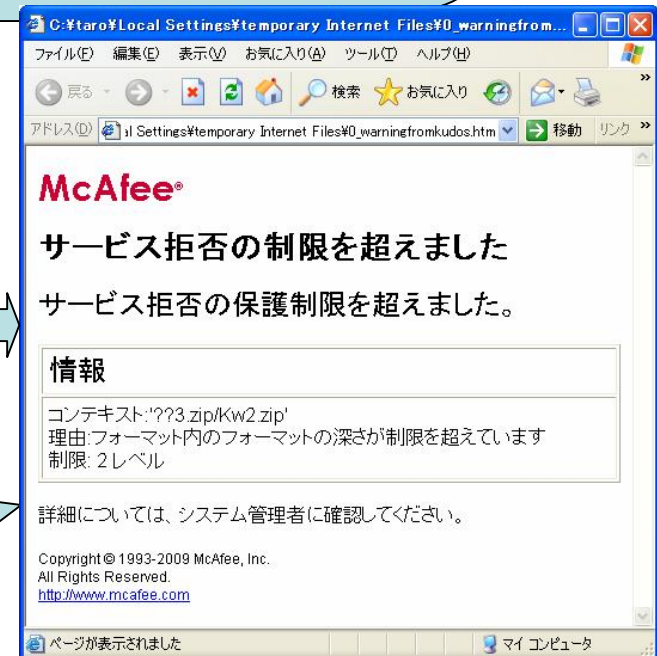 C:¥taro¥Local Settings¥temporary Internet Files¥0_warningfrom...
ファイル(F) 編集(E) 表示(V) お気に入り(A) ツール(T) ヘルプ(H)
戻る 検索 お気に入り »
アドレス(D) al Settings¥temporary Internet Files¥0_warningfromkudos.htm 移動 リンク »
McAfee®
サービス拒否の制限を超えました
サービス拒否の保護制限を超えました。
情報
コンテキスト:'??3.zip/Kw2.zip'
理由:フォーマット内のフォーマットの深さが制限を超えています
制限: 2レベル
詳細については、システム管理者に確認してください。
Copyright © 1993-2009 McAfee, Inc.
All Rights Reserved.
http://www.mcafee.com
ページが表示されました マイ コンピュータ